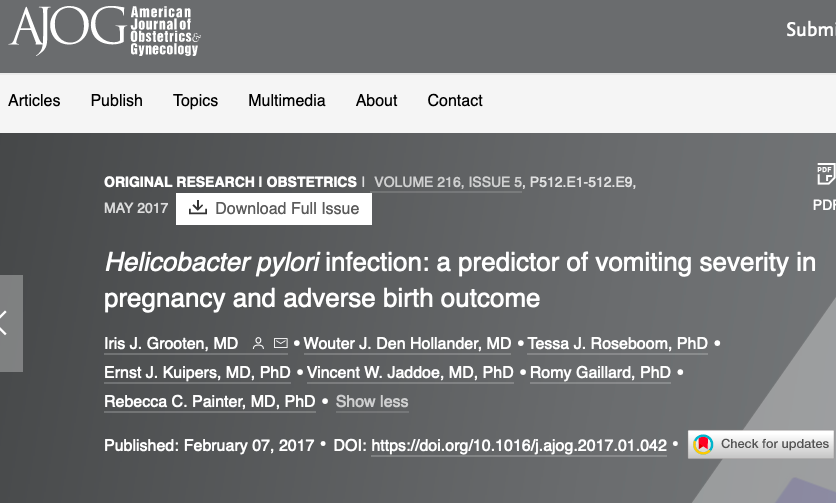 AJOG American Journal of Obstetrics & Gynecology
Articles Publish Topics Multimedia About Contact
ORIGINAL RESEARCH | OBSTETRICS | VOLUME 216, ISSUE 5, P512.E1-512.E9,
MAY 2017 Download Full Issue
PDF
Helicobacter pylori infection: a predictor of vomiting severity in
pregnancy and adverse birth outcome
Iris J. Grooten, MD • Wouter J. Den Hollander, MD • Tessa J. Roseboom, PhD •
Ernst J. Kuipers, MD, PhD • Vincent W. Jaddoe, MD, PhD • Romy Gaillard, PhD •
Rebecca C. Painter, MD, PhD • Show less
Published: February 07, 2017 • DOI: https://doi.org/10.1016/j.ajog.2017.01.042 • Check for updates